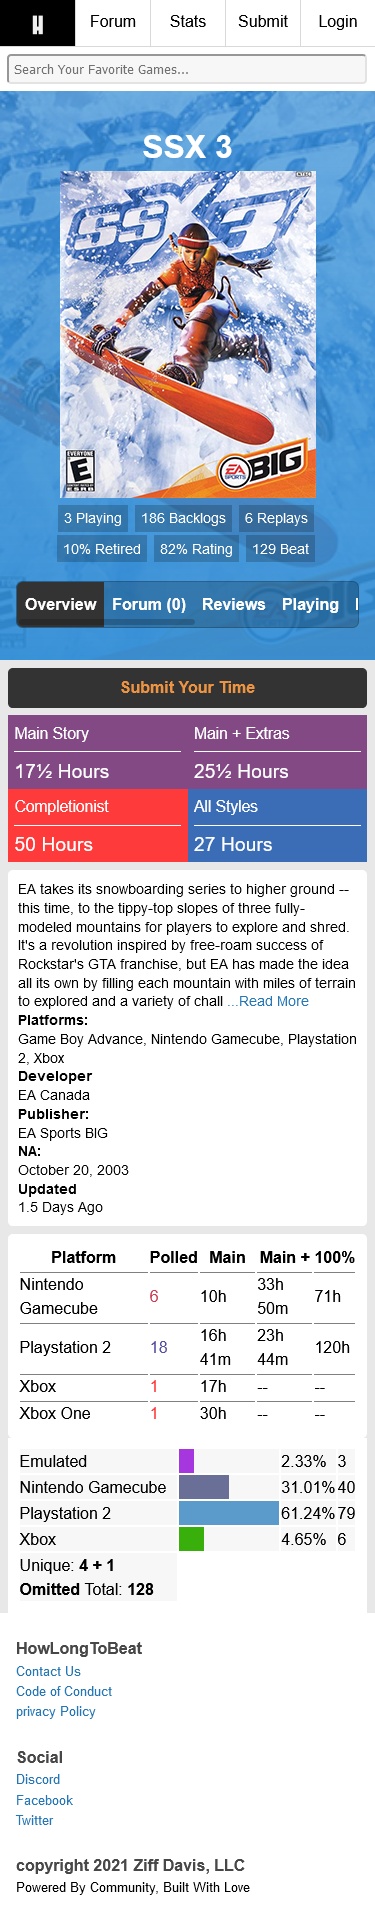 H
Forum
Stats
Submit
Login
Search Your Favorite Games...
SSX 3
SSX3
EVERYONE
E
ESRB
EA
SPORTS
BIG
3 Playing
186 Backlogs
6 Replays
10% Retired
82% Rating
129 Beat
Overview
Forum (0)
Reviews
Playing
Submit Your Time
Main Story
17½ Hours
Main + Extras
25½ Hours
Completionist
50 Hours
All Styles
27 Hours
EA takes its snowboarding series to higher ground --
this time, to the tippy-top slopes of three fully-
modeled mountains for players to explore and shred.
It's a revolution inspired by free-roam success of
Rockstar's GTA franchise, but EA has made the idea
all its own by filling each mountain with miles of terrain
to explored and a variety of chall ...Read More
Platforms:
Game Boy Advance, Nintendo Gamecube, Playstation
2, Xbox
Developer
EA Canada
Publisher:
EA Sports BIG
NA:
October 20, 2003
Updated
1.5 Days Ago
Platform Polled Main Main + 100%
Nintendo Gamecube 6 10h 33h 50m 71h
Playstation 2 18 16h 41m 23h 44m 120h
Xbox 1 17h -- --
Xbox One 1 30h -- --
Emulated 2.33% 3
Nintendo Gamecube 31.01% 40
Playstation 2 61.24% 79
Xbox 4.65% 6
Unique: 4 + 1
Omitted Total: 128
HowLongToBeat
Contact Us
Code of Conduct
privacy Policy
Social
Discord
Facebook
Twitter
copyright 2021 Ziff Davis, LLC
Powered By Community, Built With Love